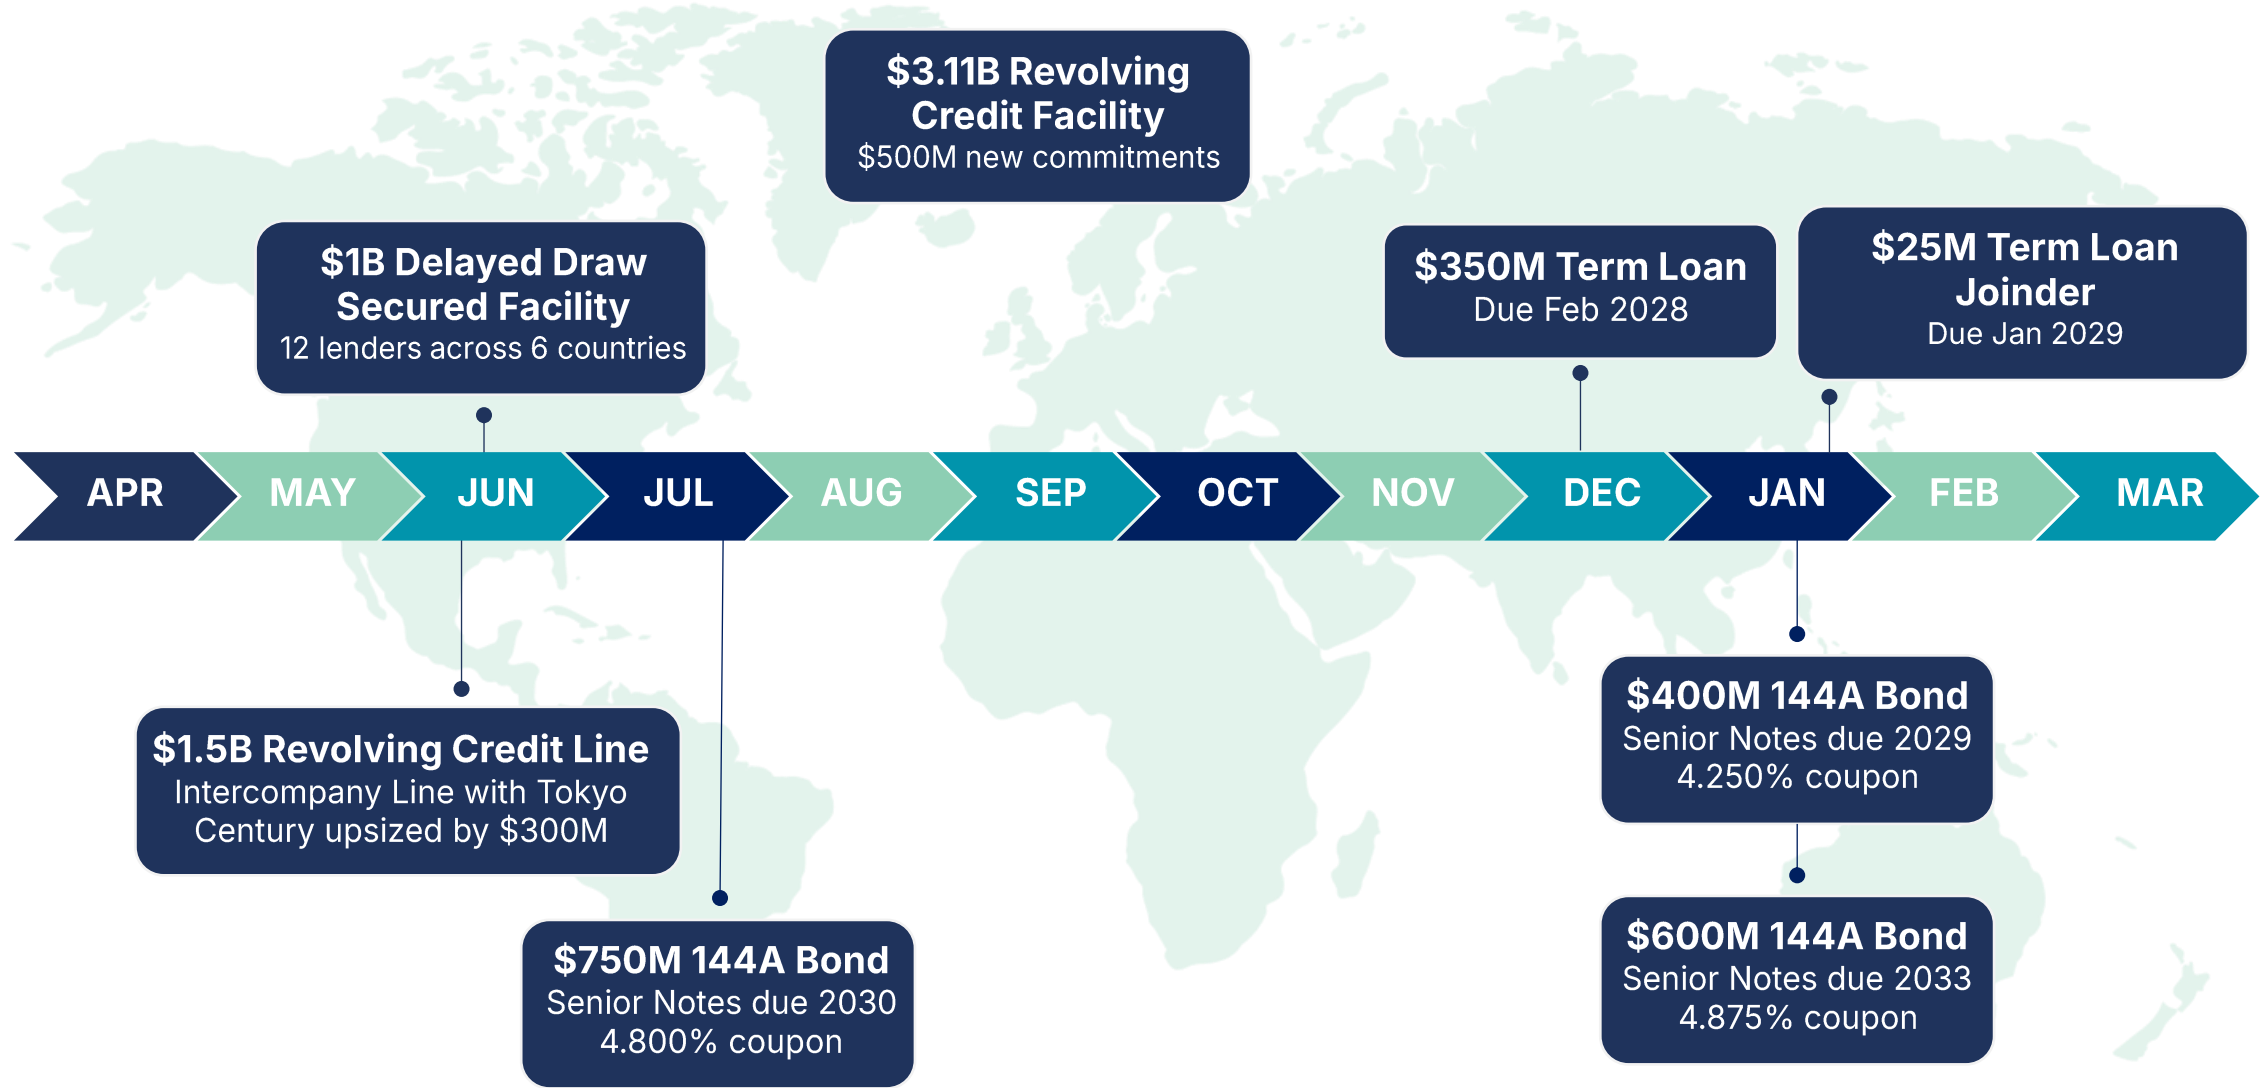 $3.11B Revolving
Credit Facility
$500M new commitments
$1B Delayed Draw
Secured Facility
12 lenders across 6 countries
$350M Term Loan
Due Feb 2028
$25M Term Loan
Joinder
Due Jan 2029
APR
MAY
JUN
JUL
AUG
SEP
OCT
NOV
DEC
JAN
FEB
MAR
$1.5B Revolving Credit Line
Intercompany Line with Tokyo
Century upsized by $300M
$750M 144A Bond
Senior Notes due 2030
4.800% coupon
$400M 144A Bond
Senior Notes due 2029
4.250% coupon
$600M 144A Bond
Senior Notes due 2033
4.875% coupon